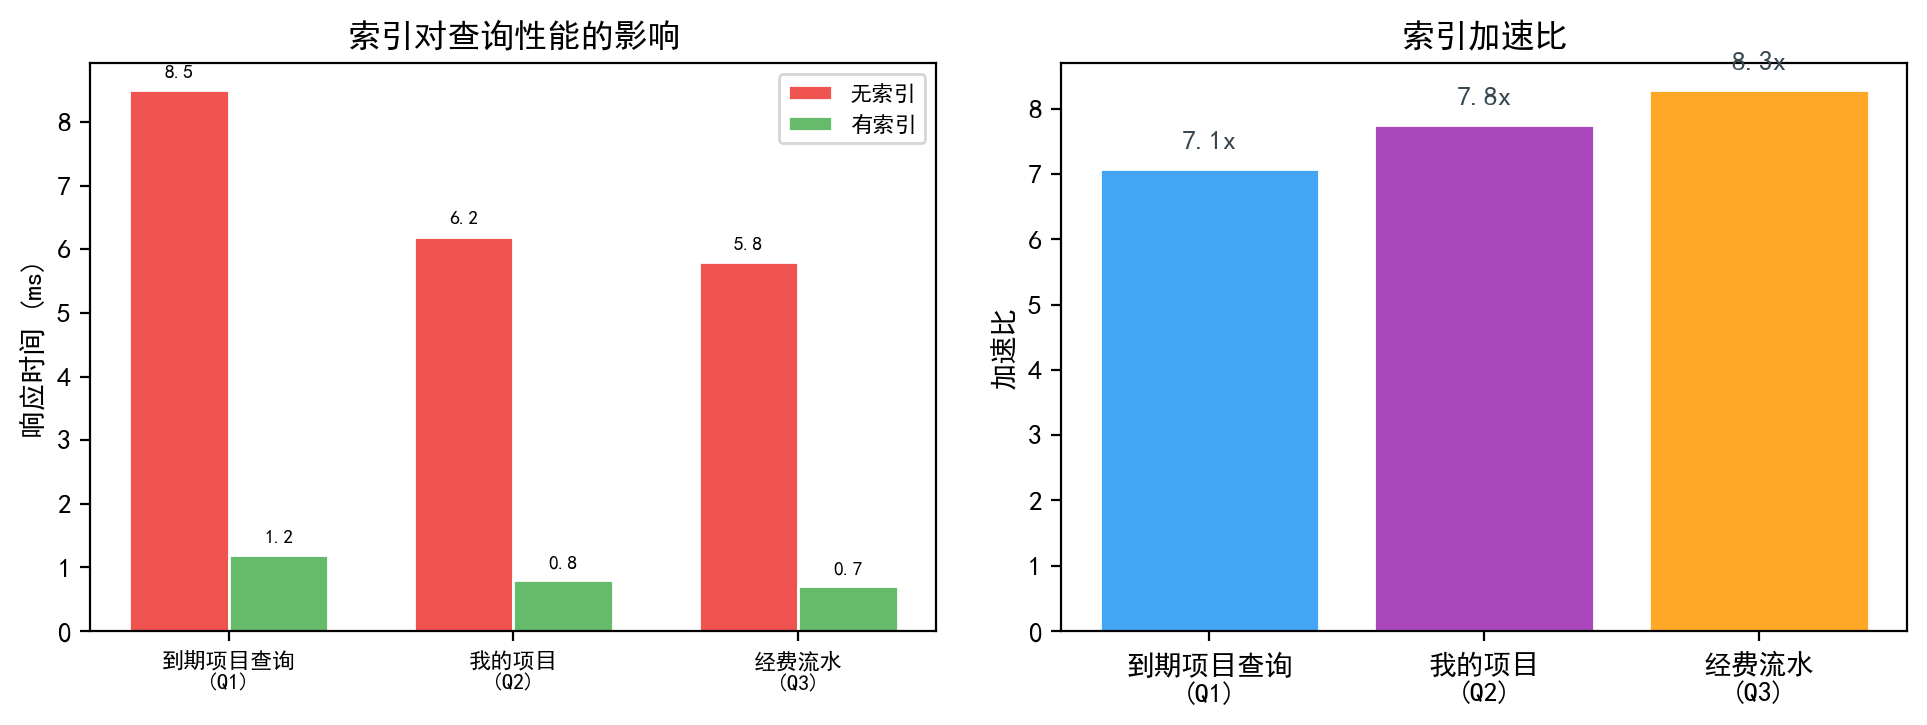 索引对查询性能的影响
响应时间 (ms)
8
7
6
5
4
3
2
1
0
8.5
1.2
6.2
0.8
5.8
0.7
无索引
有索引
到期项目查询
(Q1)
我的项目
(Q2)
经费流水
(Q3)
索引加速比
加速比
8
7
6
5
4
3
2
1
0
7.1x
7.8x
8.3x
到期项目查询
(Q1)
我的项目
(Q2)
经费流水
(Q3)